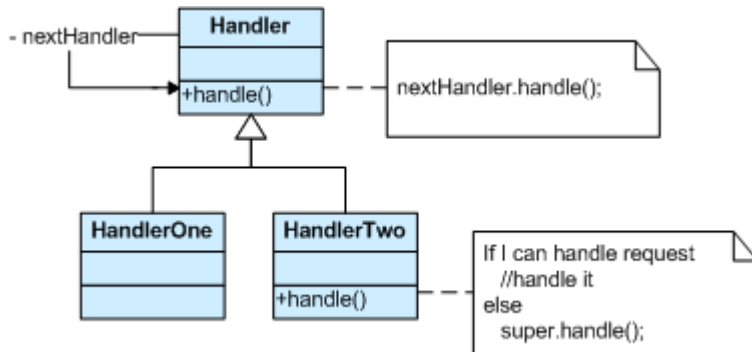 Handler
- nextHandler
+handle()
nextHandler.handle();
HandlerOne
HandlerTwo
+handle()
If I can handle request
//handle it
else
super.handle();